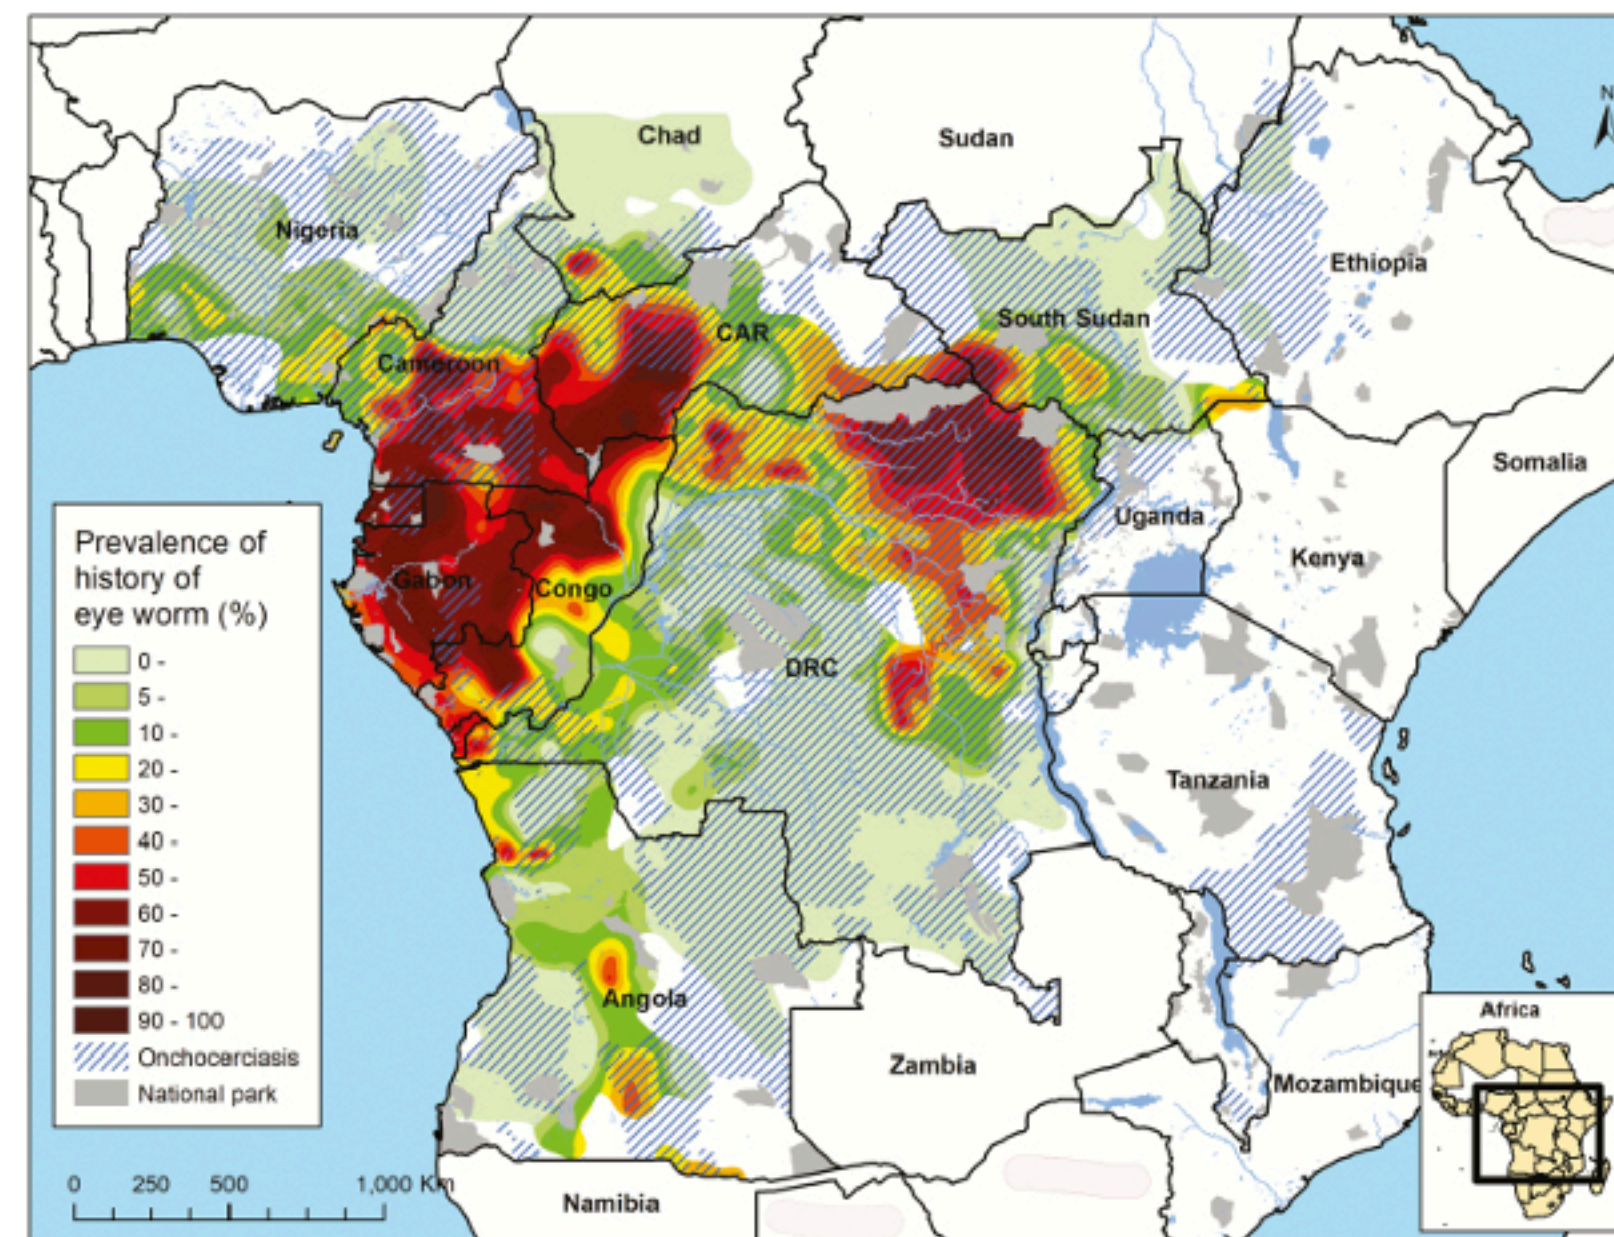 Chad
Sudan
N
Nigeria
Ethiopia
CAR
South Sudan
Cameroon
Somalia
Uganda
Kenya
Gabon
Congo
DRC
Tanzania
Angola
Zambia
Mozambique
Namibia
Prevalence of
history of
eye worm (%)
0 -
5 -
10 -
20 -
30 -
40 -
50 -
60 -
70 -
80 -
90 - 100
Onchocerciasis
National park
0 250 500 1,000 Km
Africa